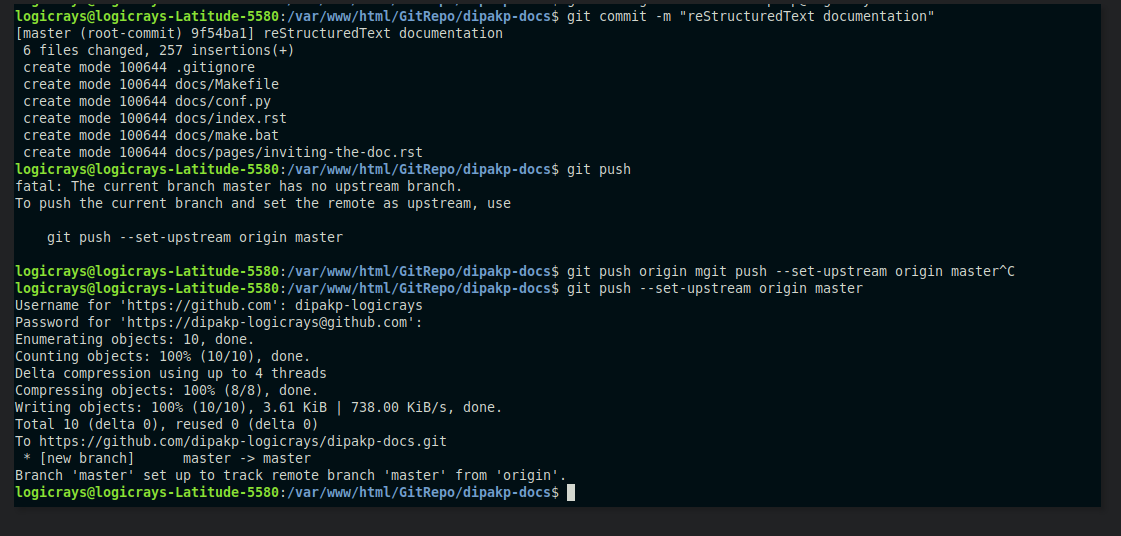 logicrays@logicrays-Latitude-5580:/var/www/html/GitRepo/dipakp-docs$ git commit -m "reStructuredText documentation"
[master (root-commit) 9f54ba1] reStructuredText documentation
 6 files changed, 257 insertions(+)
 create mode 100644 .gitignore
 create mode 100644 docs/Makefile
 create mode 100644 docs/conf.py
 create mode 100644 docs/index.rst
 create mode 100644 docs/make.bat
 create mode 100644 docs/pages/inviting-the-doc.rst
logicrays@logicrays-Latitude-5580:/var/www/html/GitRepo/dipakp-docs$ git push
fatal: The current branch master has no upstream branch.
To push the current branch and set the remote as upstream, use

    git push --set-upstream origin master

logicrays@logicrays-Latitude-5580:/var/www/html/GitRepo/dipakp-docs$ git push origin mgit push --set-upstream origin master^C
logicrays@logicrays-Latitude-5580:/var/www/html/GitRepo/dipakp-docs$ git push --set-upstream origin master
Username for 'https://github.com': dipakp-logicrays
Password for 'https://dipakp-logicrays@github.com':
Enumerating objects: 10, done.
Counting objects: 100% (10/10), done.
Delta compression using up to 4 threads
Compressing objects: 100% (8/8), done.
Writing objects: 100% (10/10), 3.61 KiB | 738.00 KiB/s, done.
Total 10 (delta 0), reused 0 (delta 0)
To https://github.com/dipakp-logicrays/dipakp-docs.git
 * [new branch]      master -> master
Branch 'master' set up to track remote branch 'master' from 'origin'.
logicrays@logicrays-Latitude-5580:/var/www/html/GitRepo/dipakp-docs$